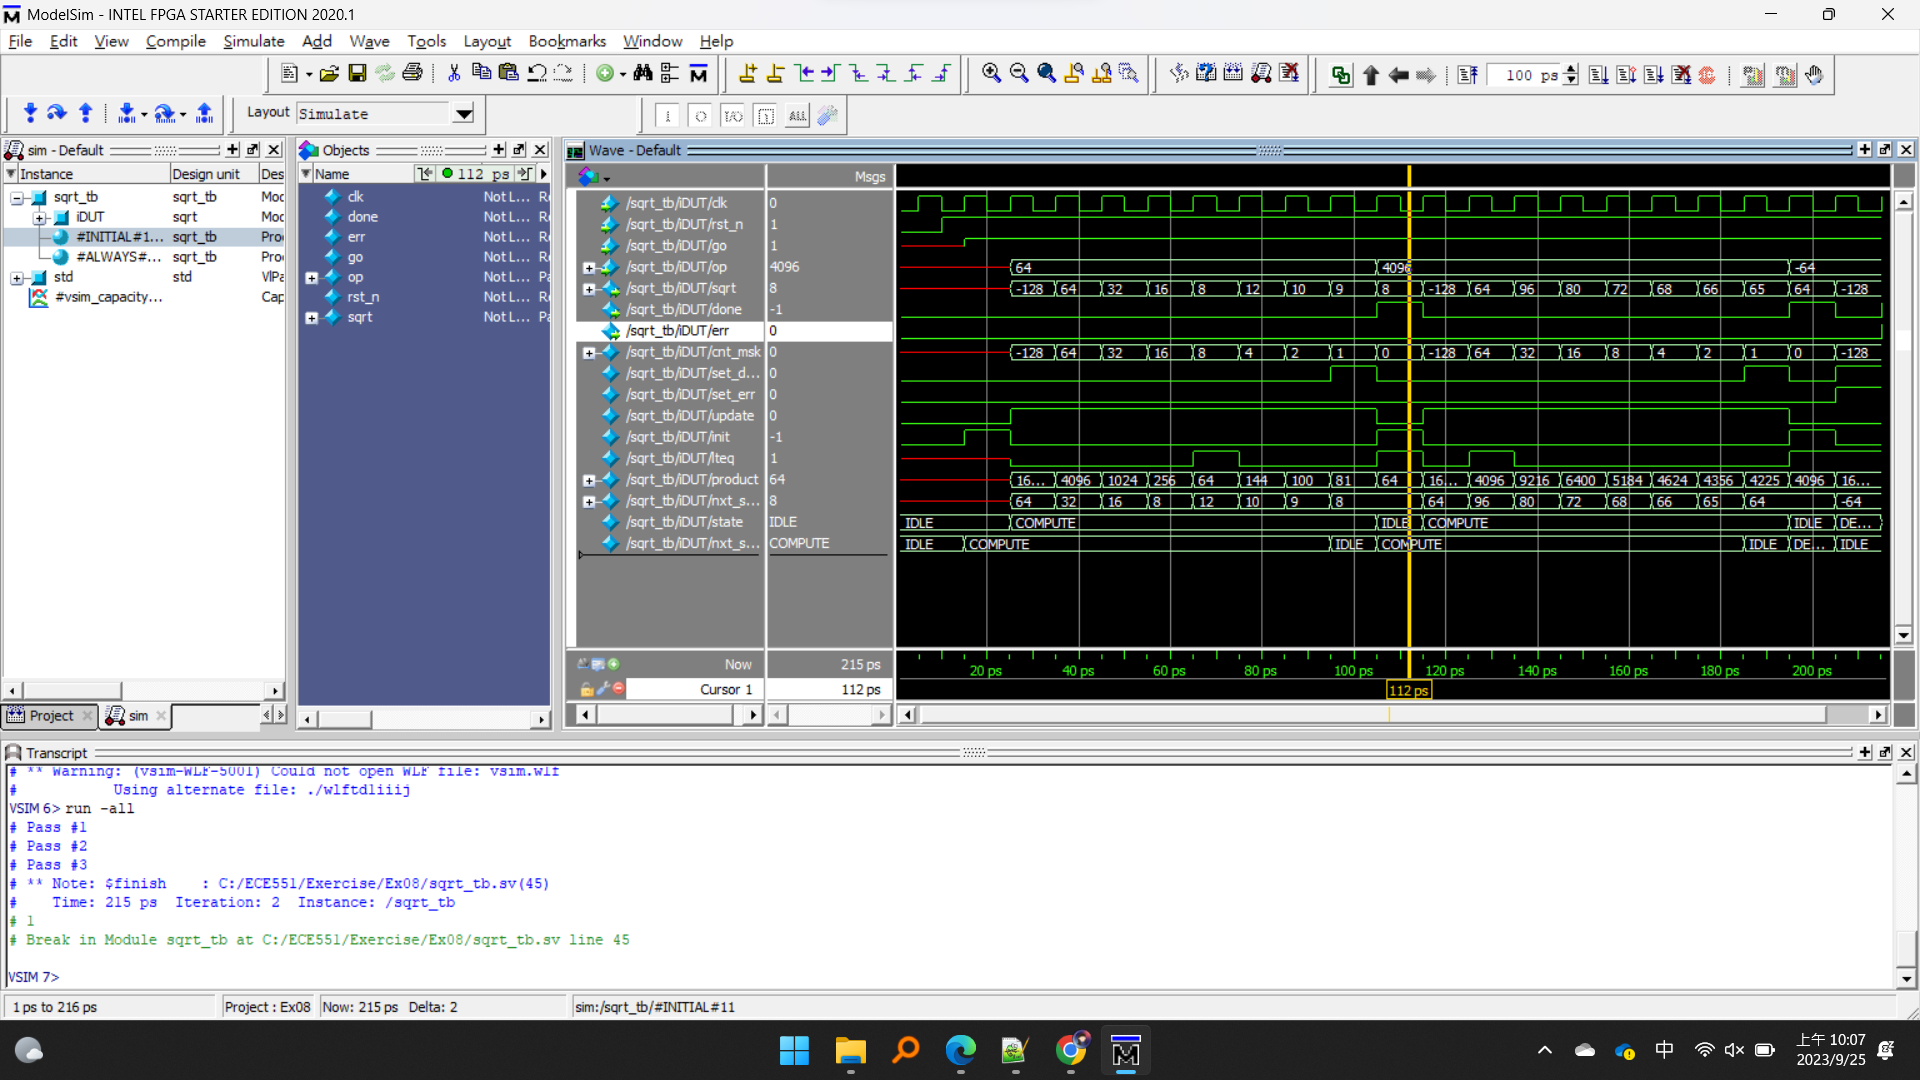 ModelSim - INTEL FPGA STARTER EDITION 2020.1
File Edit View Compile Simulate Add Wave Tools Layout Bookmarks Window Help
100 ps
Layout Simulate
ALL
sim - Default
Instance Design unit Des
sqrt_tb sqrt_tb Moc
iDUT sqrt Moc
#INITIAL#1... sqrt_tb Pro
#ALWAYS#... sqrt_tb Pro
std std VlPa
#vsim_capacity... Cap
Project sim
Objects
Name 112 ps
clk Not L... Re
done Not L... Re
err Not L... Re
go Not L... Re
op Not L... Pa
rst_n Not L... Re
sqrt Not L... Pa
Wave - Default
Msgs
/sqrt_tb/iDUT/clk 0
/sqrt_tb/iDUT/rst_n 1
/sqrt_tb/iDUT/go 1
/sqrt_tb/iDUT/op 4096 64 4096 -64
/sqrt_tb/iDUT/sqrt 8 -128 64 32 16 8 12 10 9 8 -128 64 96 80 72 68 66 65 64 -128
/sqrt_tb/iDUT/done -1
/sqrt_tb/iDUT/err 0
/sqrt_tb/iDUT/cnt_msk 0 -128 64 32 16 8 4 2 1 0 -128 64 32 16 8 4 2 1 0 -128
/sqrt_tb/iDUT/set_d... 0
/sqrt_tb/iDUT/set_err 0
/sqrt_tb/iDUT/update 0
/sqrt_tb/iDUT/init -1
/sqrt_tb/iDUT/lteq 1
/sqrt_tb/iDUT/product 64 16... 4096 1024 256 64 144 100 81 64 16... 4096 9216 6400 5184 4624 4356 4225 4096 16...
/sqrt_tb/iDUT/nxt_s... 8 64 32 16 8 12 10 9 8 64 96 80 72 68 66 65 64 -64
/sqrt_tb/iDUT/state IDLE IDLE COMPUTE IDLE COMPUTE IDLE DE...
/sqrt_tb/iDUT/nxt_s... COMPUTE IDLE COMPUTE IDLE COMPUTE IDLE DE... IDLE
Now 215 ps 20 ps 40 ps 60 ps 80 ps 100 ps 120 ps 140 ps 160 ps 180 ps 200 ps
Cursor 1 112 ps 112 ps
Transcript
# ** Warning: (vsim-WLF-5001) Could not open WLF file: vsim.wlf
# Using alternate file: ./wlftdliiij
VSIM 6> run -all
# Pass #1
# Pass #2
# Pass #3
# ** Note: $finish : C:/ECE551/Exercise/Ex08/sqrt_tb.sv(45)
# Time: 215 ps Iteration: 2 Instance: /sqrt_tb
# 1
# Break in Module sqrt_tb at C:/ECE551/Exercise/Ex08/sqrt_tb.sv line 45
VSIM 7>
1 ps to 216 ps Project : Ex08 Now: 215 ps Delta: 2 sim:/sqrt_tb/#INITIAL#11
中 上午 10:07
2023/9/25